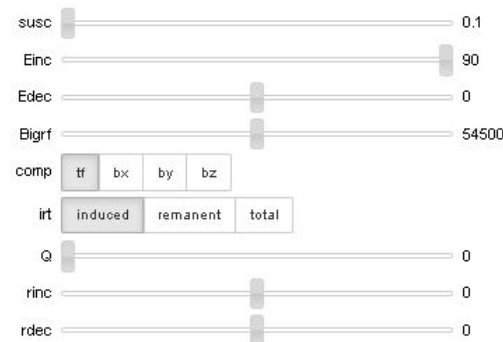 susc 0.1
Einc 90
Edec 0
Bigrf 54500
comp tf bx by bz
irt induced remanent total
Q 0
rinc 0
rdec 0